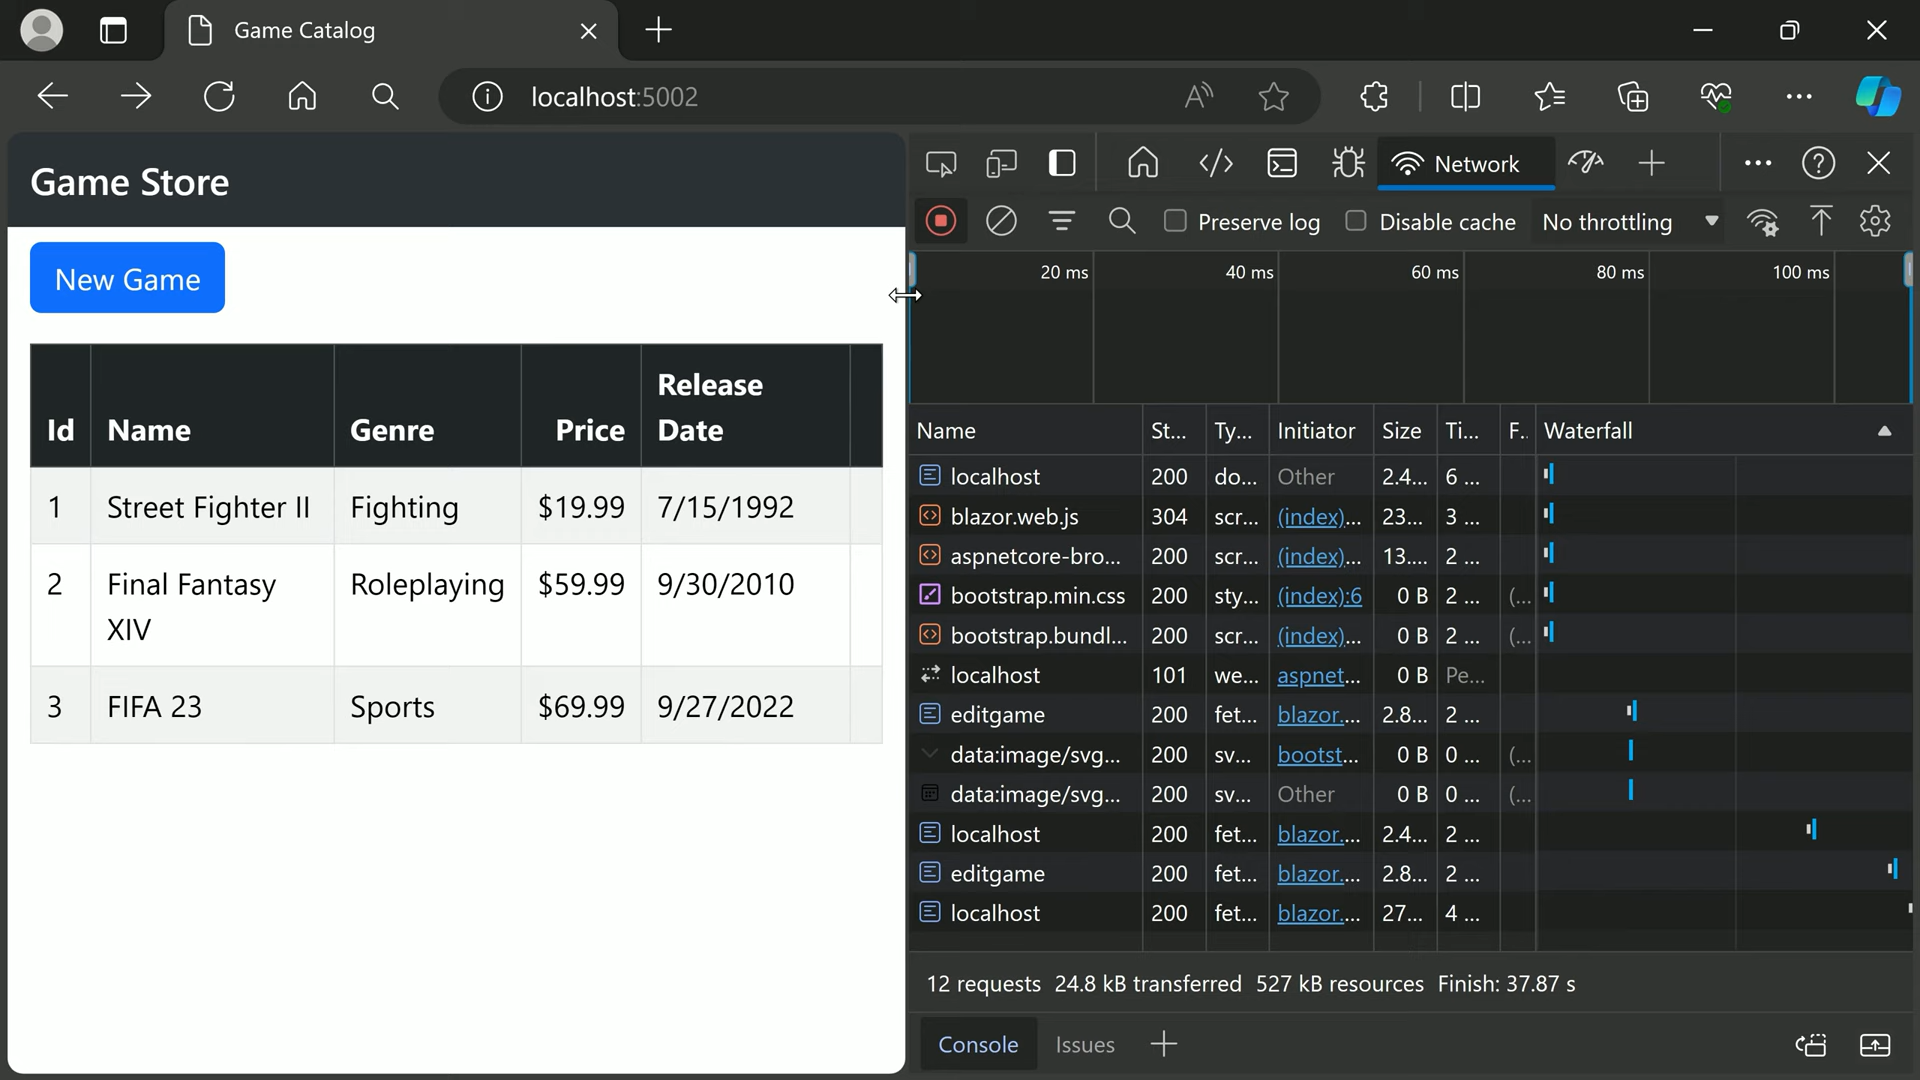 Game Catalog
localhost:5002
Game Store
New Game
Id Name Genre Price Release Date
1 Street Fighter II Fighting $19.99 7/15/1992
2 Final Fantasy XIV Roleplaying $59.99 9/30/2010
3 FIFA 23 Sports $69.99 9/27/2022
Network
Preserve log Disable cache No throttling
20 ms 40 ms 60 ms 80 ms 100 ms
Name St... Ty... Initiator Size Ti... F.. Waterfall
localhost 200 do... Other 2.4... 6 ...
blazor.web.js 304 scr... (index)... 23... 3 ...
aspnetcore-bro... 200 scr... (index)... 13.... 2 ...
bootstrap.min.css 200 sty... (index):6 0 B 2 ... (...
bootstrap.bundl... 200 scr... (index)... 0 B 2 ... (...
localhost 101 we... aspnet... 0 B Pe...
editgame 200 fet... blazor.... 2.8... 2 ...
data:image/svg... 200 sv... bootst... 0 B 0 ... (...
data:image/svg... 200 sv... Other 0 B 0 ... (...
localhost 200 fet... blazor.... 2.4... 2 ...
editgame 200 fet... blazor.... 2.8... 2 ...
localhost 200 fet... blazor.... 27... 4 ...
12 requests 24.8 kB transferred 527 kB resources Finish: 37.87 s
Console Issues